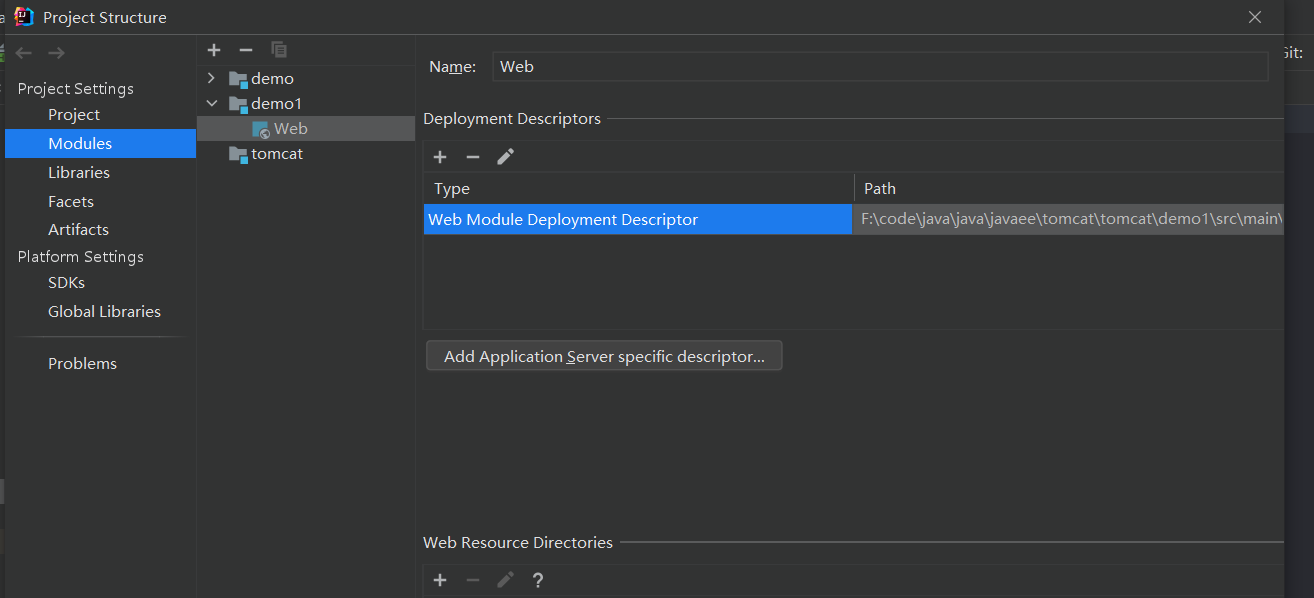 Project Structure
Git:
Project Settings
Project
Modules
Libraries
Facets
Artifacts
Platform Settings
SDKs
Global Libraries
Problems
demo
demo1
Web
tomcat
Name: Web
Deployment Descriptors
Type Path
Web Module Deployment Descriptor F:\code\java\java\javaee\tomcat\tomcat\demo1\src\main\
Add Application Server specific descriptor...
Web Resource Directories